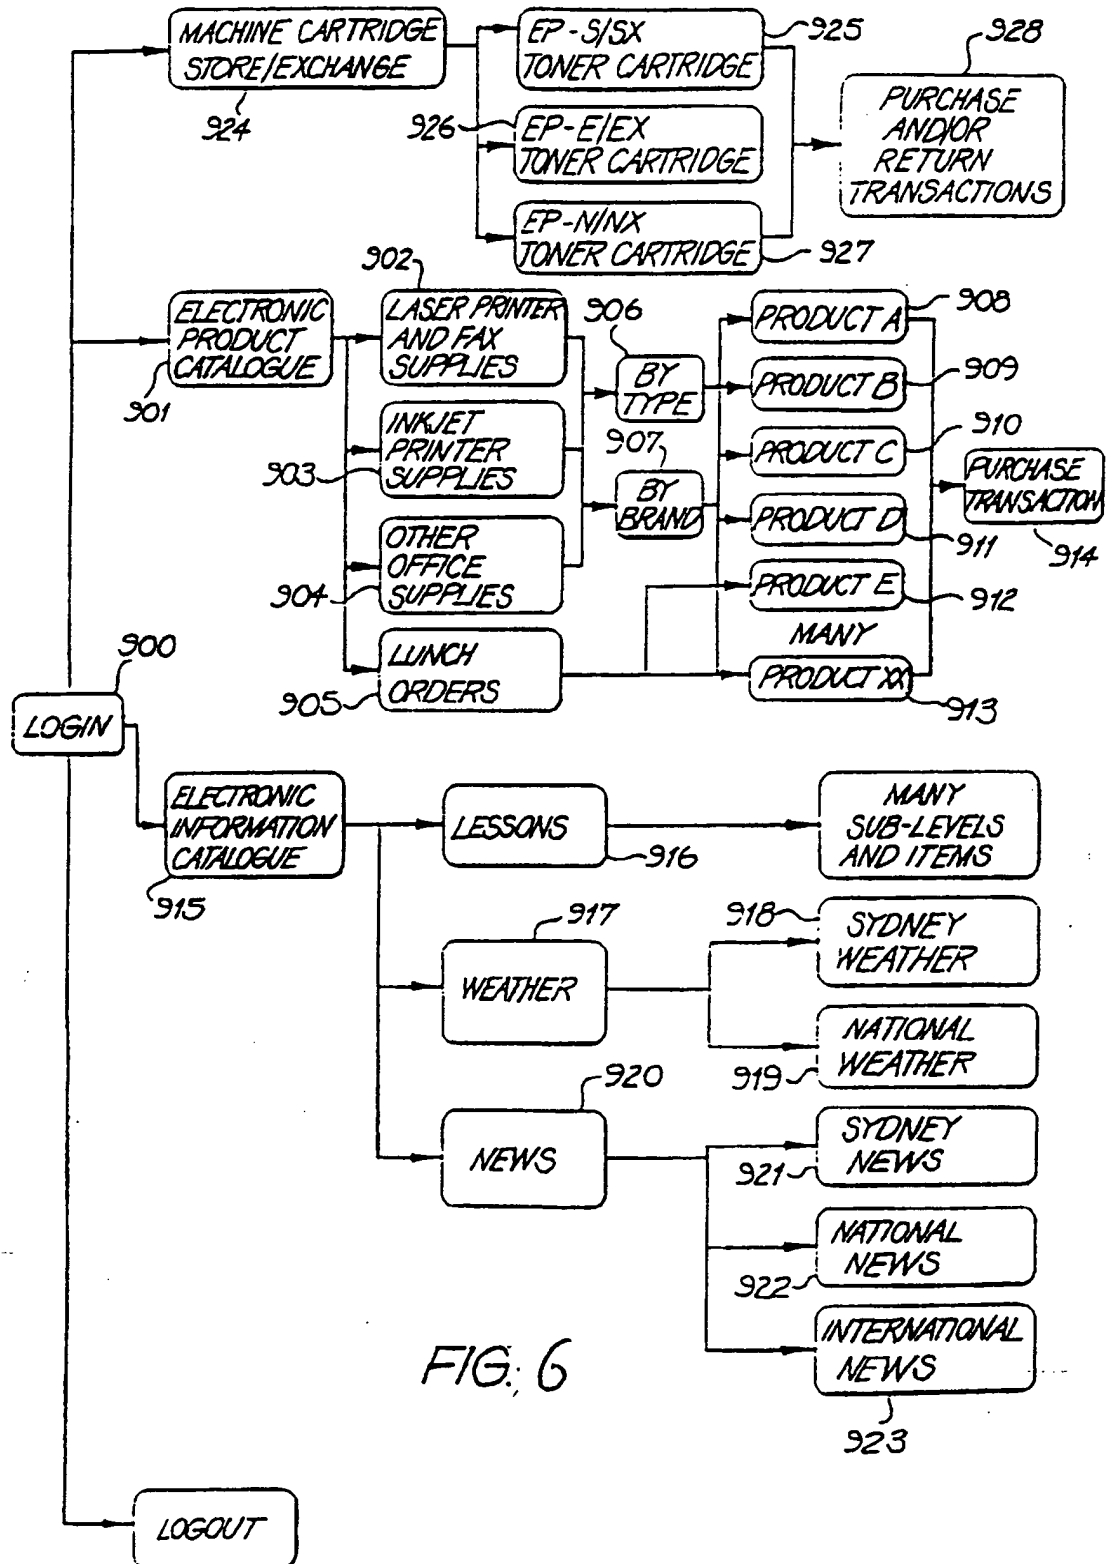 MACHINE CARTRIDGE
STORE/EXCHANGE
924
EP-S/SX
TONER CARTRIDGE
925
926
EP-E/EX
TONER CARTRIDGE
EP-N/NX
TONER CARTRIDGE
927
928
PURCHASE
AND/OR
RETURN
TRANSACTIONS
ELECTRONIC
PRODUCT
CATALOGUE
901
902
LASER PRINTER
AND FAX
SUPPLIES
INKJET
PRINTER
SUPPLIES
903
OTHER
OFFICE
SUPPLIES
904
LUNCH
ORDERS
905
906
BY
TYPE
907
BY
BRAND
PRODUCT A
908
PRODUCT B
909
PRODUCT C
910
PRODUCT D
911
PRODUCT E
912
MANY
PRODUCT XX
913
PURCHASE
TRANSACTION
914
900
LOGIN
ELECTRONIC
INFORMATION
CATALOGUE
915
LESSONS
916
MANY
SUB-LEVELS
AND ITEMS
917
WEATHER
918
SYDNEY
WEATHER
NATIONAL
WEATHER
919
920
NEWS
SYDNEY
NEWS
921
NATIONAL
NEWS
922
INTERNATIONAL
NEWS
923
FIG. 6
LOGOUT